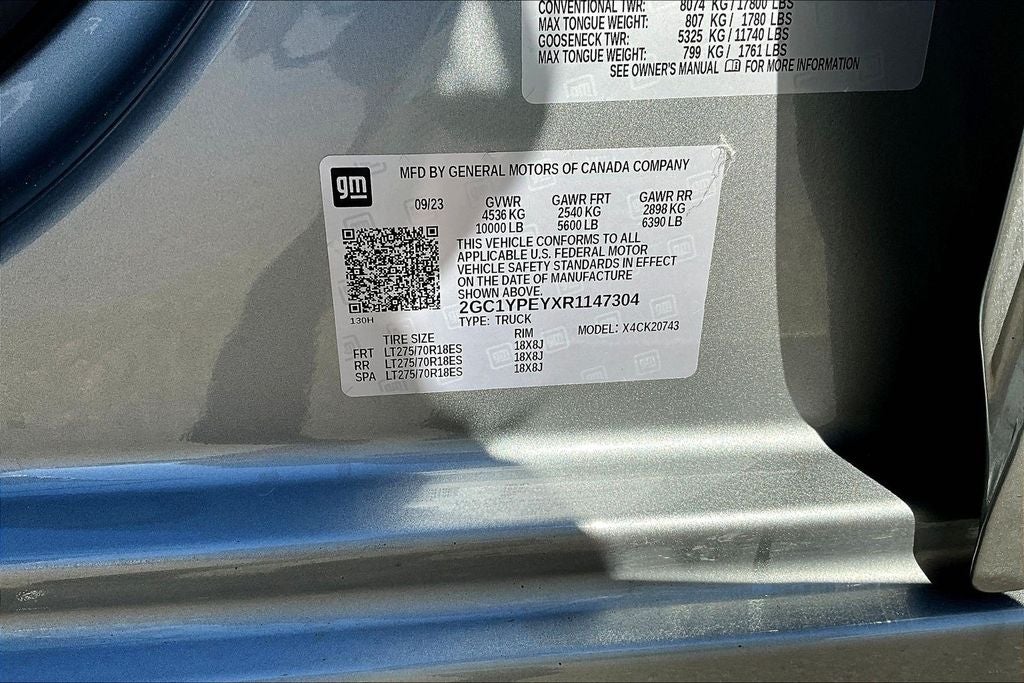 CONVENTIONAL TWR: 8074 KG/17800 LBS
MAX TONGUE WEIGHT: 807 KG/ 1780 LBS
GOOSENECK TWR: 5325 KG/11740 LBS
MAX TONGUE WEIGHT: 799 KG/ 1761 LBS
SEE OWNER'S MANUAL FOR MORE INFORMATION
gm
MFD BY GENERAL MOTORS OF CANADA COMPANY
09/23 GVWR GAWR FRT GAWR RR
4536 KG 2540 KG 2898 KG
10000 LB 5600 LB 6390 LB
THIS VEHICLE CONFORMS TO ALL
APPLICABLE U.S. FEDERAL MOTOR
VEHICLE SAFETY STANDARDS IN EFFECT
ON THE DATE OF MANUFACTURE
SHOWN ABOVE.
2GC1YPEYXR1147304
130H
TYPE: TRUCK MODEL: X4CK20743
TIRE SIZE RIM
FRT LT275/70R18ES 18X8J
RR LT275/70R18ES 18X8J
SPA LT275/70R18ES 18X8J